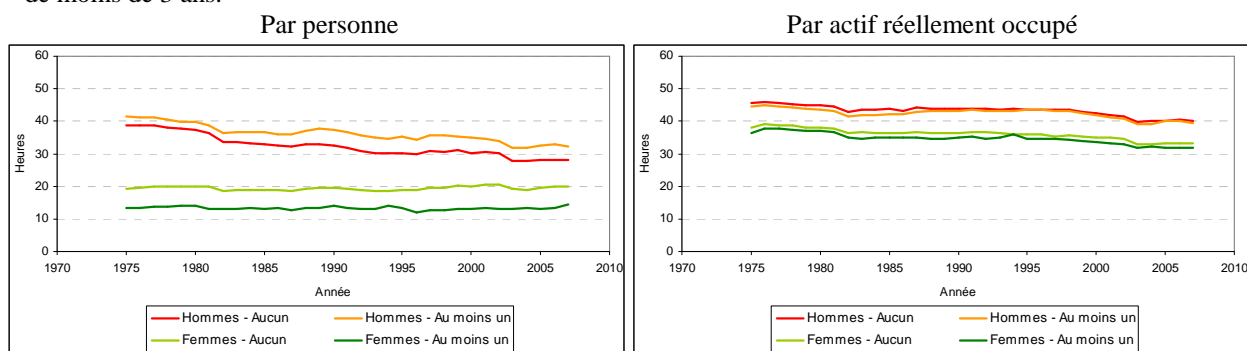 de moins de 3 ans.
Par personne
Par actif réellement occupé
60
50
40
30
20
10
0
Heures
1970 1975 1980 1985 1990 1995 2000 2005 2010
Année
Hommes - Aucun Hommes - Au moins un
Femmes - Aucun Femmes - Au moins un
60
50
40
30
20
10
0
Heures
1970 1975 1980 1985 1990 1995 2000 2005 2010
Année
Hommes - Aucun Hommes - Au moins un
Femmes - Aucun Femmes - Au moins un